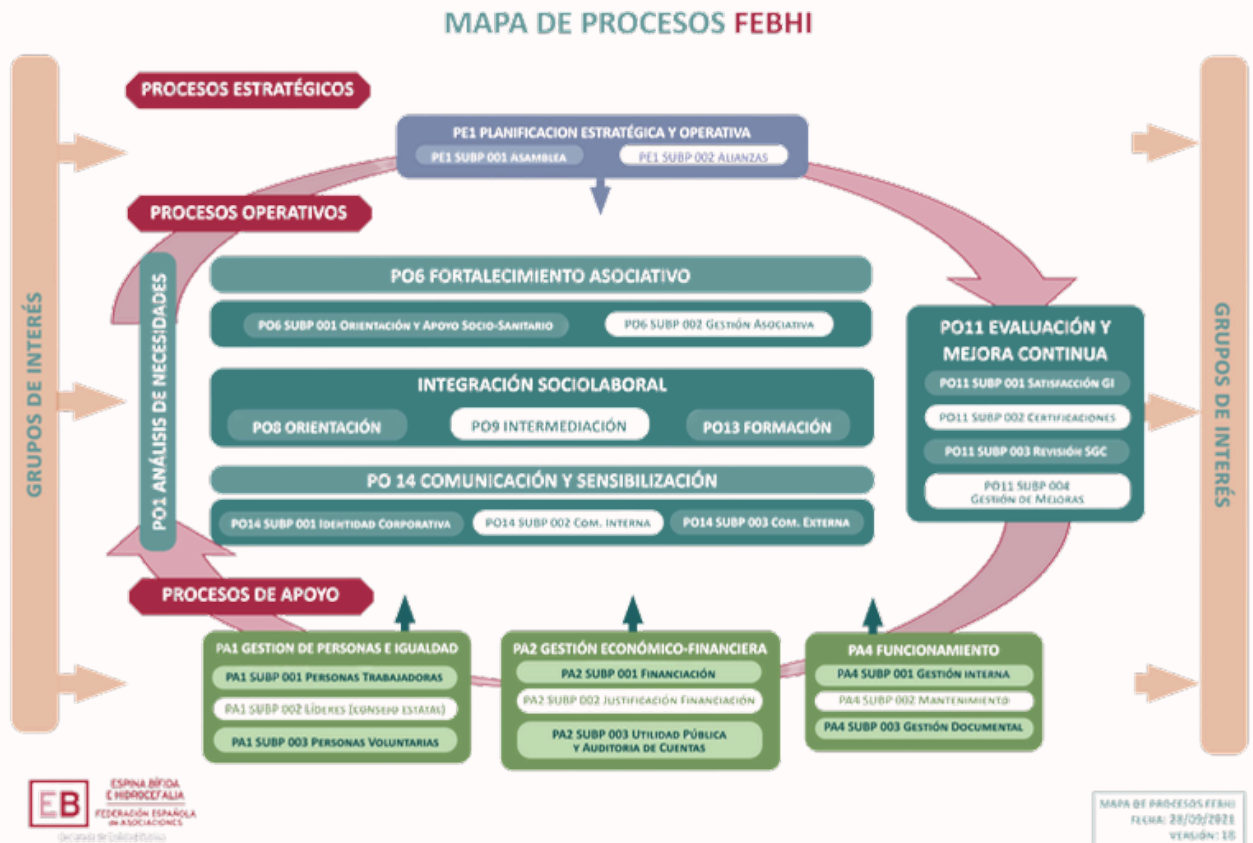 MAPA DE PROCESOS FEBHI
GRUPOS DE INTERÉS
PROCESOS ESTRATÉGICOS
PE1 PLANIFICACION ESTRATÉGICA Y OPERATIVA
PE1 SUBP 001 ASAMBLEA
PE1 SUBP 002 ALIANZAS
PROCESOS OPERATIVOS
PO1 ANÁLISIS DE NECESIDADES
PO6 FORTALECIMIENTO ASOCIATIVO
PO6 SUBP 001 ORIENTACIÓN Y APOYO SOCIO-SANITARIO
PO6 SUBP 002 GESTIÓN ASOCIATIVA
INTEGRACIÓN SOCIOLABORAL
PO8 ORIENTACIÓN
PO9 INTERMEDIACIÓN
PO13 FORMACIÓN
PO 14 COMUNICACIÓN Y SENSIBILIZACIÓN
PO14 SUBP 001 IDENTIDAD CORPORATIVA
PO14 SUBP 002 COM. INTERNA
PO14 SUBP 003 COM. EXTERNA
PO11 EVALUACIÓN Y
MEJORA CONTINUA
PO11 SUBP 001 SATISFACCIÓN GI
PO11 SUBP 002 CERTIFICACIONES
PO11 SUBP 003 REVISIÓN SGC
PO11 SUBP 004
GESTIÓN DE MEJORAS
GRUPOS DE INTERÉS
PROCESOS DE APOYO
PA1 GESTION DE PERSONAS E IGUALDAD
PA1 SUBP 001 PERSONAS TRABAJADORAS
PA1 SUBP 002 LÍDERES (CONSEJO ESTATAL)
PA1 SUBP 003 PERSONAS VOLUNTARIAS
PA2 GESTIÓN ECONÓMICO-FINANCIERA
PA2 SUBP 001 FINANCIACIÓN
PA2 SUBP 002 JUSTIFICACIÓN FINANCIACIÓN
PA2 SUBP 003 UTILIDAD PÚBLICA
Y AUDITORIA DE CUENTAS
PA4 FUNCIONAMIENTO
PA4 SUBP 001 GESTIÓN INTERNA
PA4 SUBP 002 MANTENIMIENTO
PA4 SUBP 003 GESTIÓN DOCUMENTAL
EB
ESPINA BÍFIDA
E HIDROCEFALIA
FEDERACIÓN ESPAÑOLA
de ASOCIACIONES
MAPA DE PROCESOS FEBHI
FECHA: 28/09/2021
VERSIÓN: 18